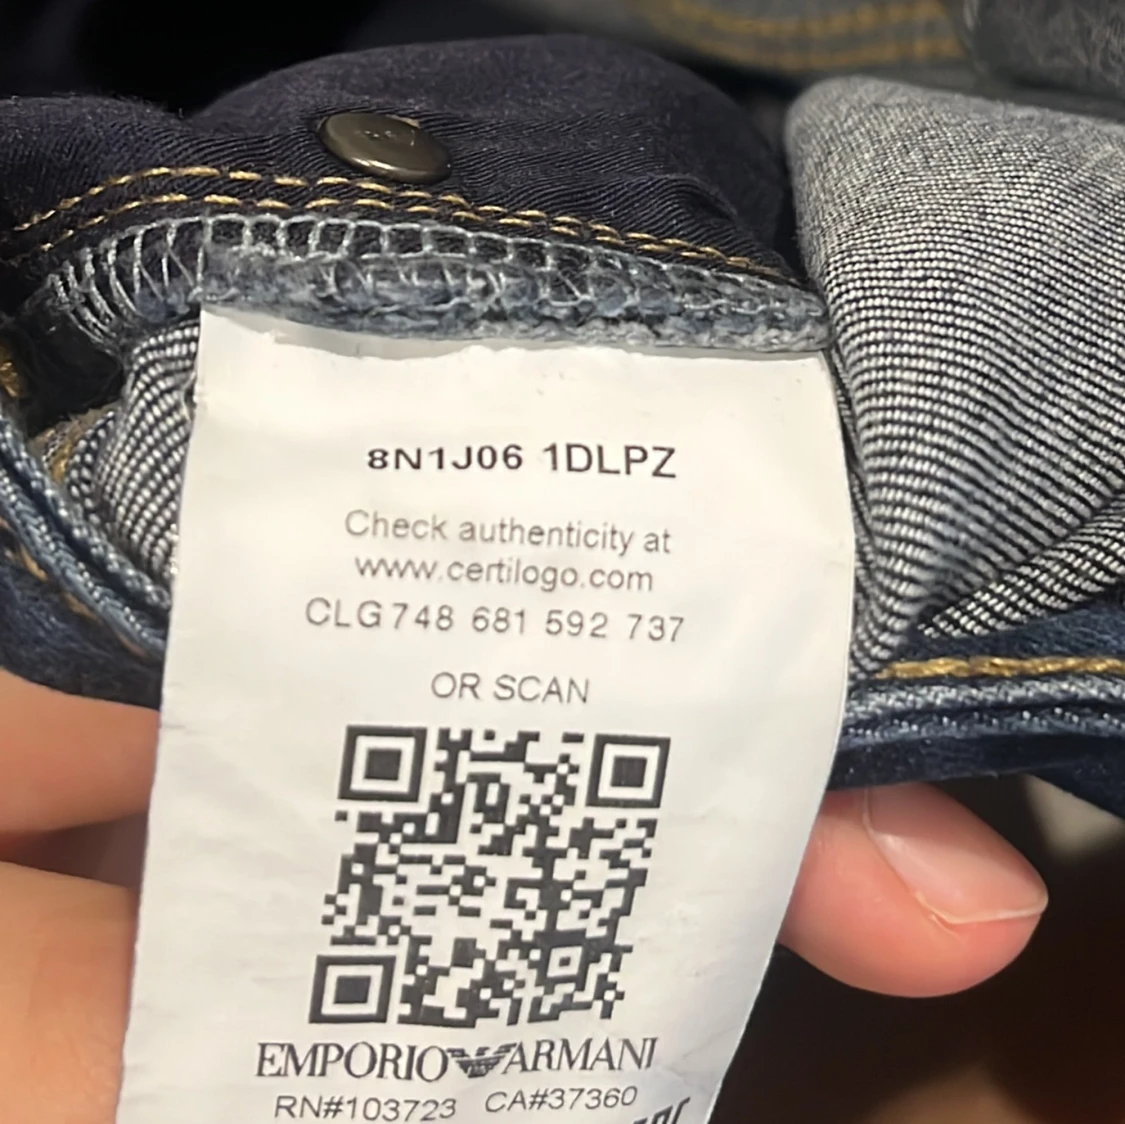 8N1J06 1DLPZ
Check authenticity at
www.certilogo.com
CLG748 681 592 737
OR SCAN
EMPORIO ARMANI
RN#103723 CA#37360